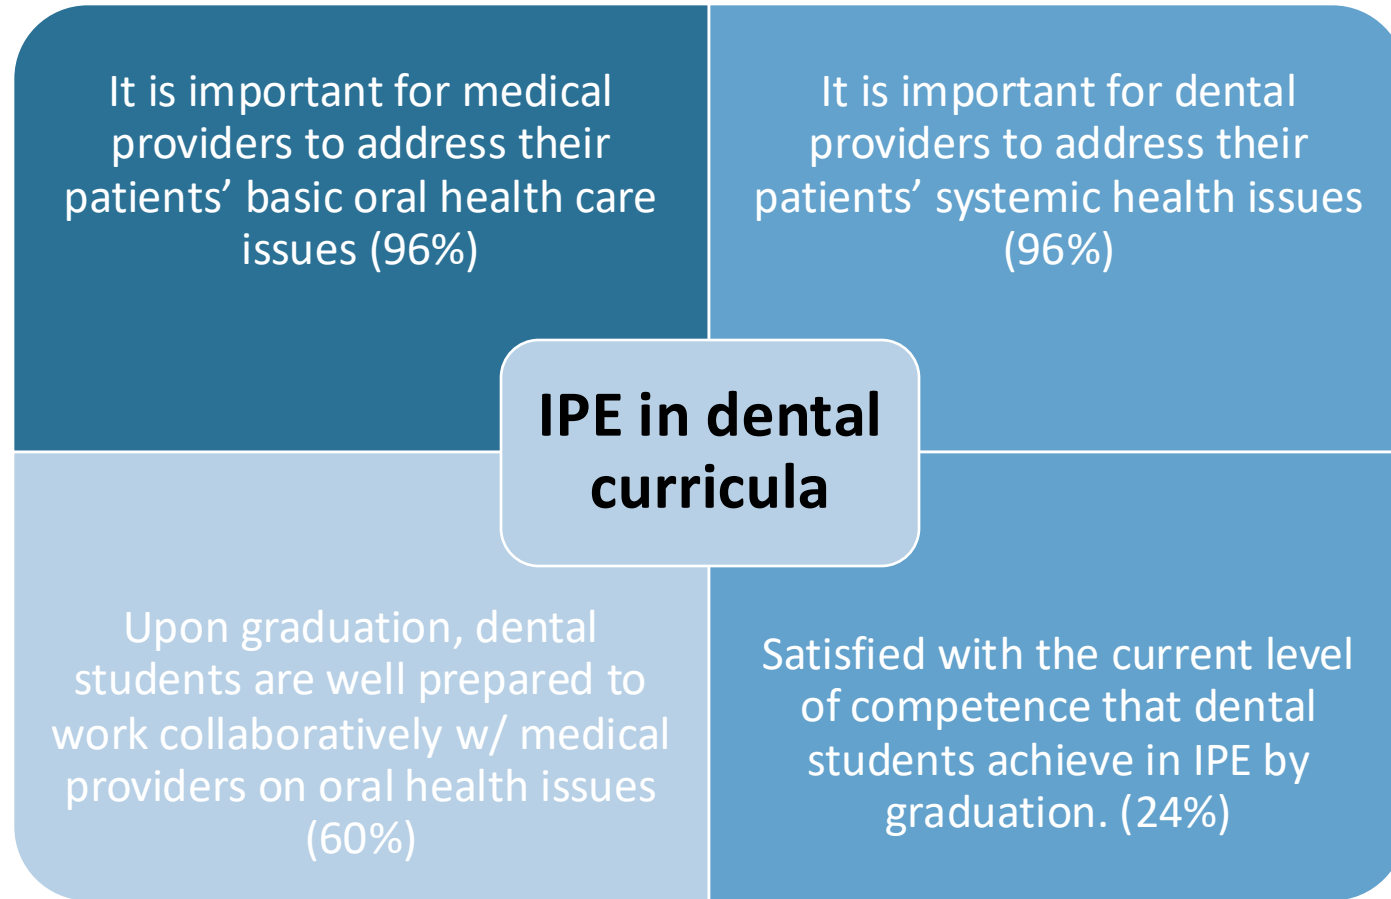 It is important for medical
providers to address their
patients’ basic oral health care
issues (96%)
It is important for dental
providers to address their
patients’ systemic health issues
(96%)
IPE in dental
curricula
Upon graduation, dental
students are well prepared to
work collaboratively w/ medical
providers on oral health issues
(60%)
Satisfied with the current level
of competence that dental
students achieve in IPE by
graduation. (24%)